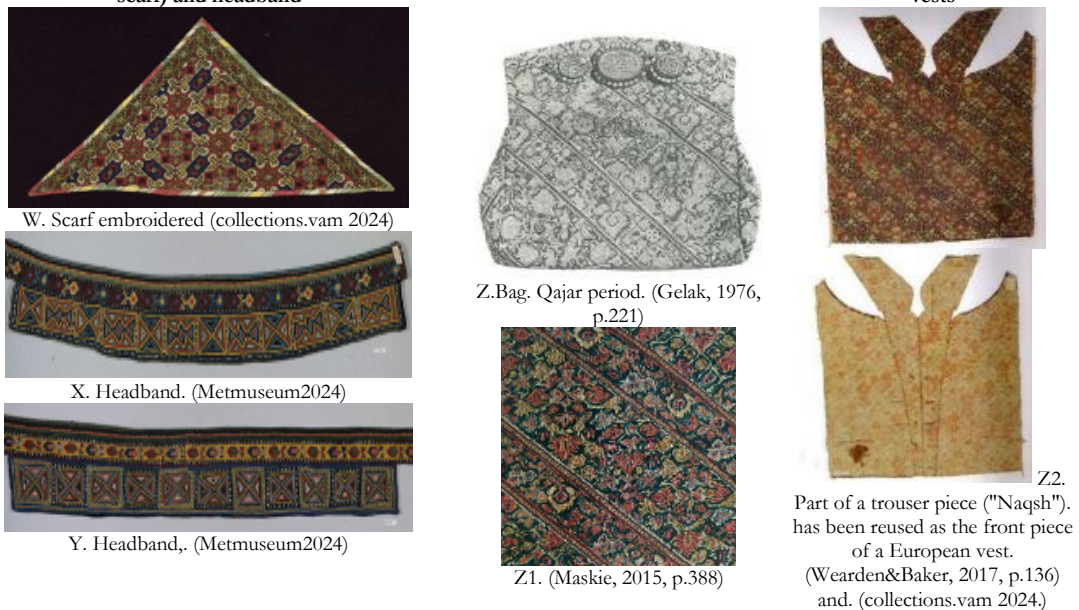 scarf and headband
W. Scarf embroidered (collections.vam 2024)
X. Headband. (Metmuseum2024)
Y. Headband,. (Metmuseum2024)
Z.Bag. Qajar period. (Gelak, 1976,
p.221)
Z1. (Maskie, 2015, p.388)
vests
Z2.
Part of a trouser piece ("Naqsh").
has been reused as the front piece
of a European vest.
(Wearden&Baker, 2017, p.136)
and. (collections.vam 2024.)